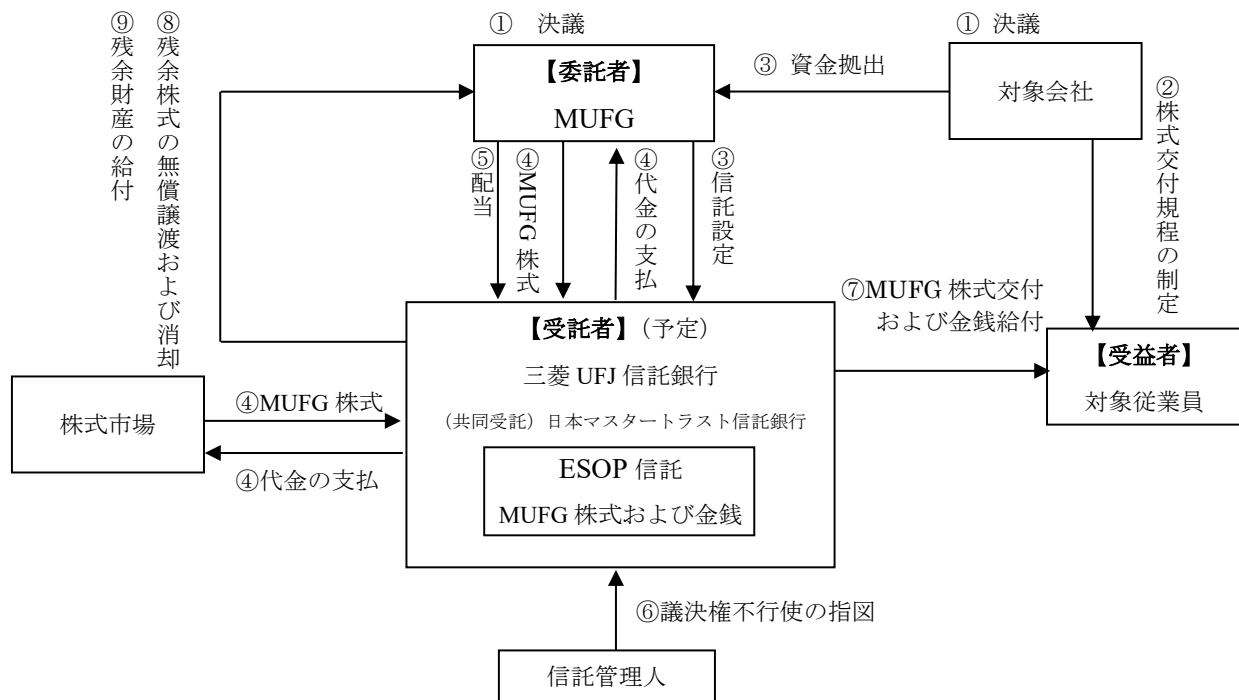 ⑨残余財産の給付
⑧残余株式の無償譲渡および消却
① 決議
【委託者】
MUFG
③ 資金拠出
① 決議
対象会社
②株式交付規程の制定
⑤配当
④MUFG 株式
④代金の支払
③信託設定
⑦MUFG 株式交付
および金銭給付
【受益者】
対象従業員
【受託者】(予定)
三菱 UFJ 信託銀行
(共同受託) 日本マスタートラスト信託銀行
ESOP 信託
MUFG 株式および金銭
株式市場
④MUFG 株式
④代金の支払
⑥議決権不行使の指図
信託管理人